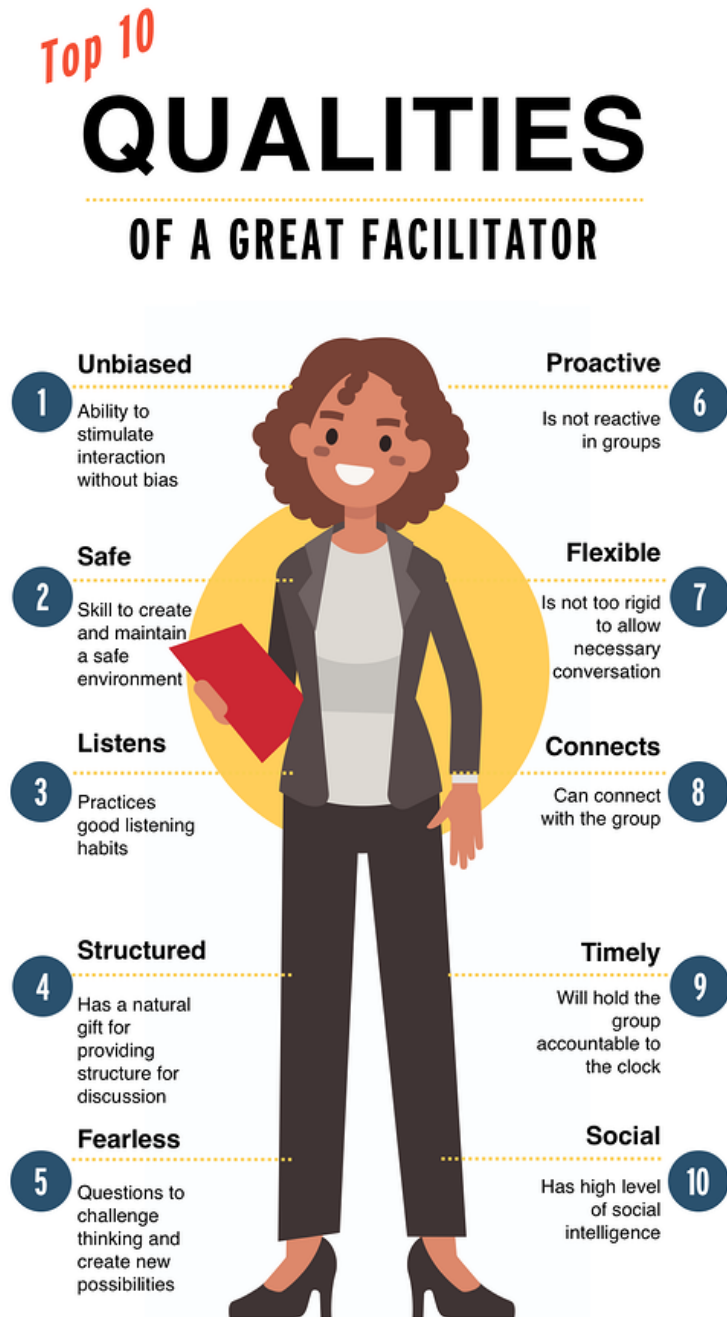 Top 10
QUALITIES
OF A GREAT FACILITATOR
1
Unbiased
Ability to
stimulate
interaction
without bias
2
Safe
Skill to create
and maintain
a safe
environment
3
Listens
Practices
good listening
habits
4
Structured
Has a natural
gift for
providing
structure for
discussion
5
Fearless
Questions to
challenge
thinking and
create new
possibilities
Proactive
6
Is not reactive
in groups
Flexible
7
Is not too rigid
to allow
necessary
conversation
Connects
8
Can connect
with the group
Timely
9
Will hold the
group
accountable to
the clock
Social
10
Has high level
of social
intelligence